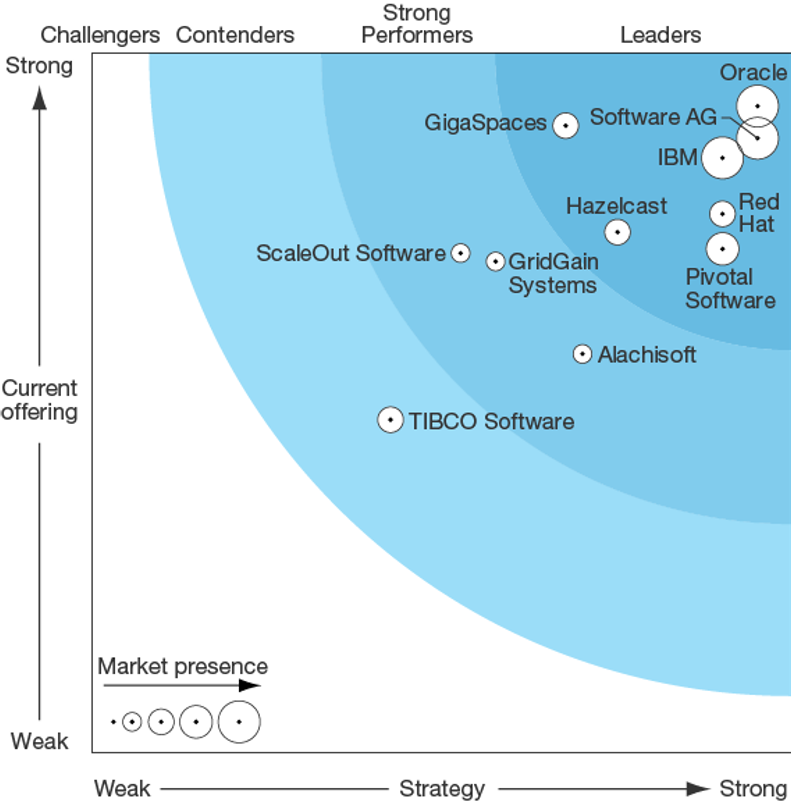 Strong
Challengers Contenders Performers Leaders
Strong
Oracle
GigaSpaces
Software AG
IBM
Hazelcast
Red
Hat
ScaleOut Software
GridGain
Systems
Pivotal
Software
Alachisoft
Current
offering
TIBCO Software
Market presence
Weak
Weak Strategy Strong